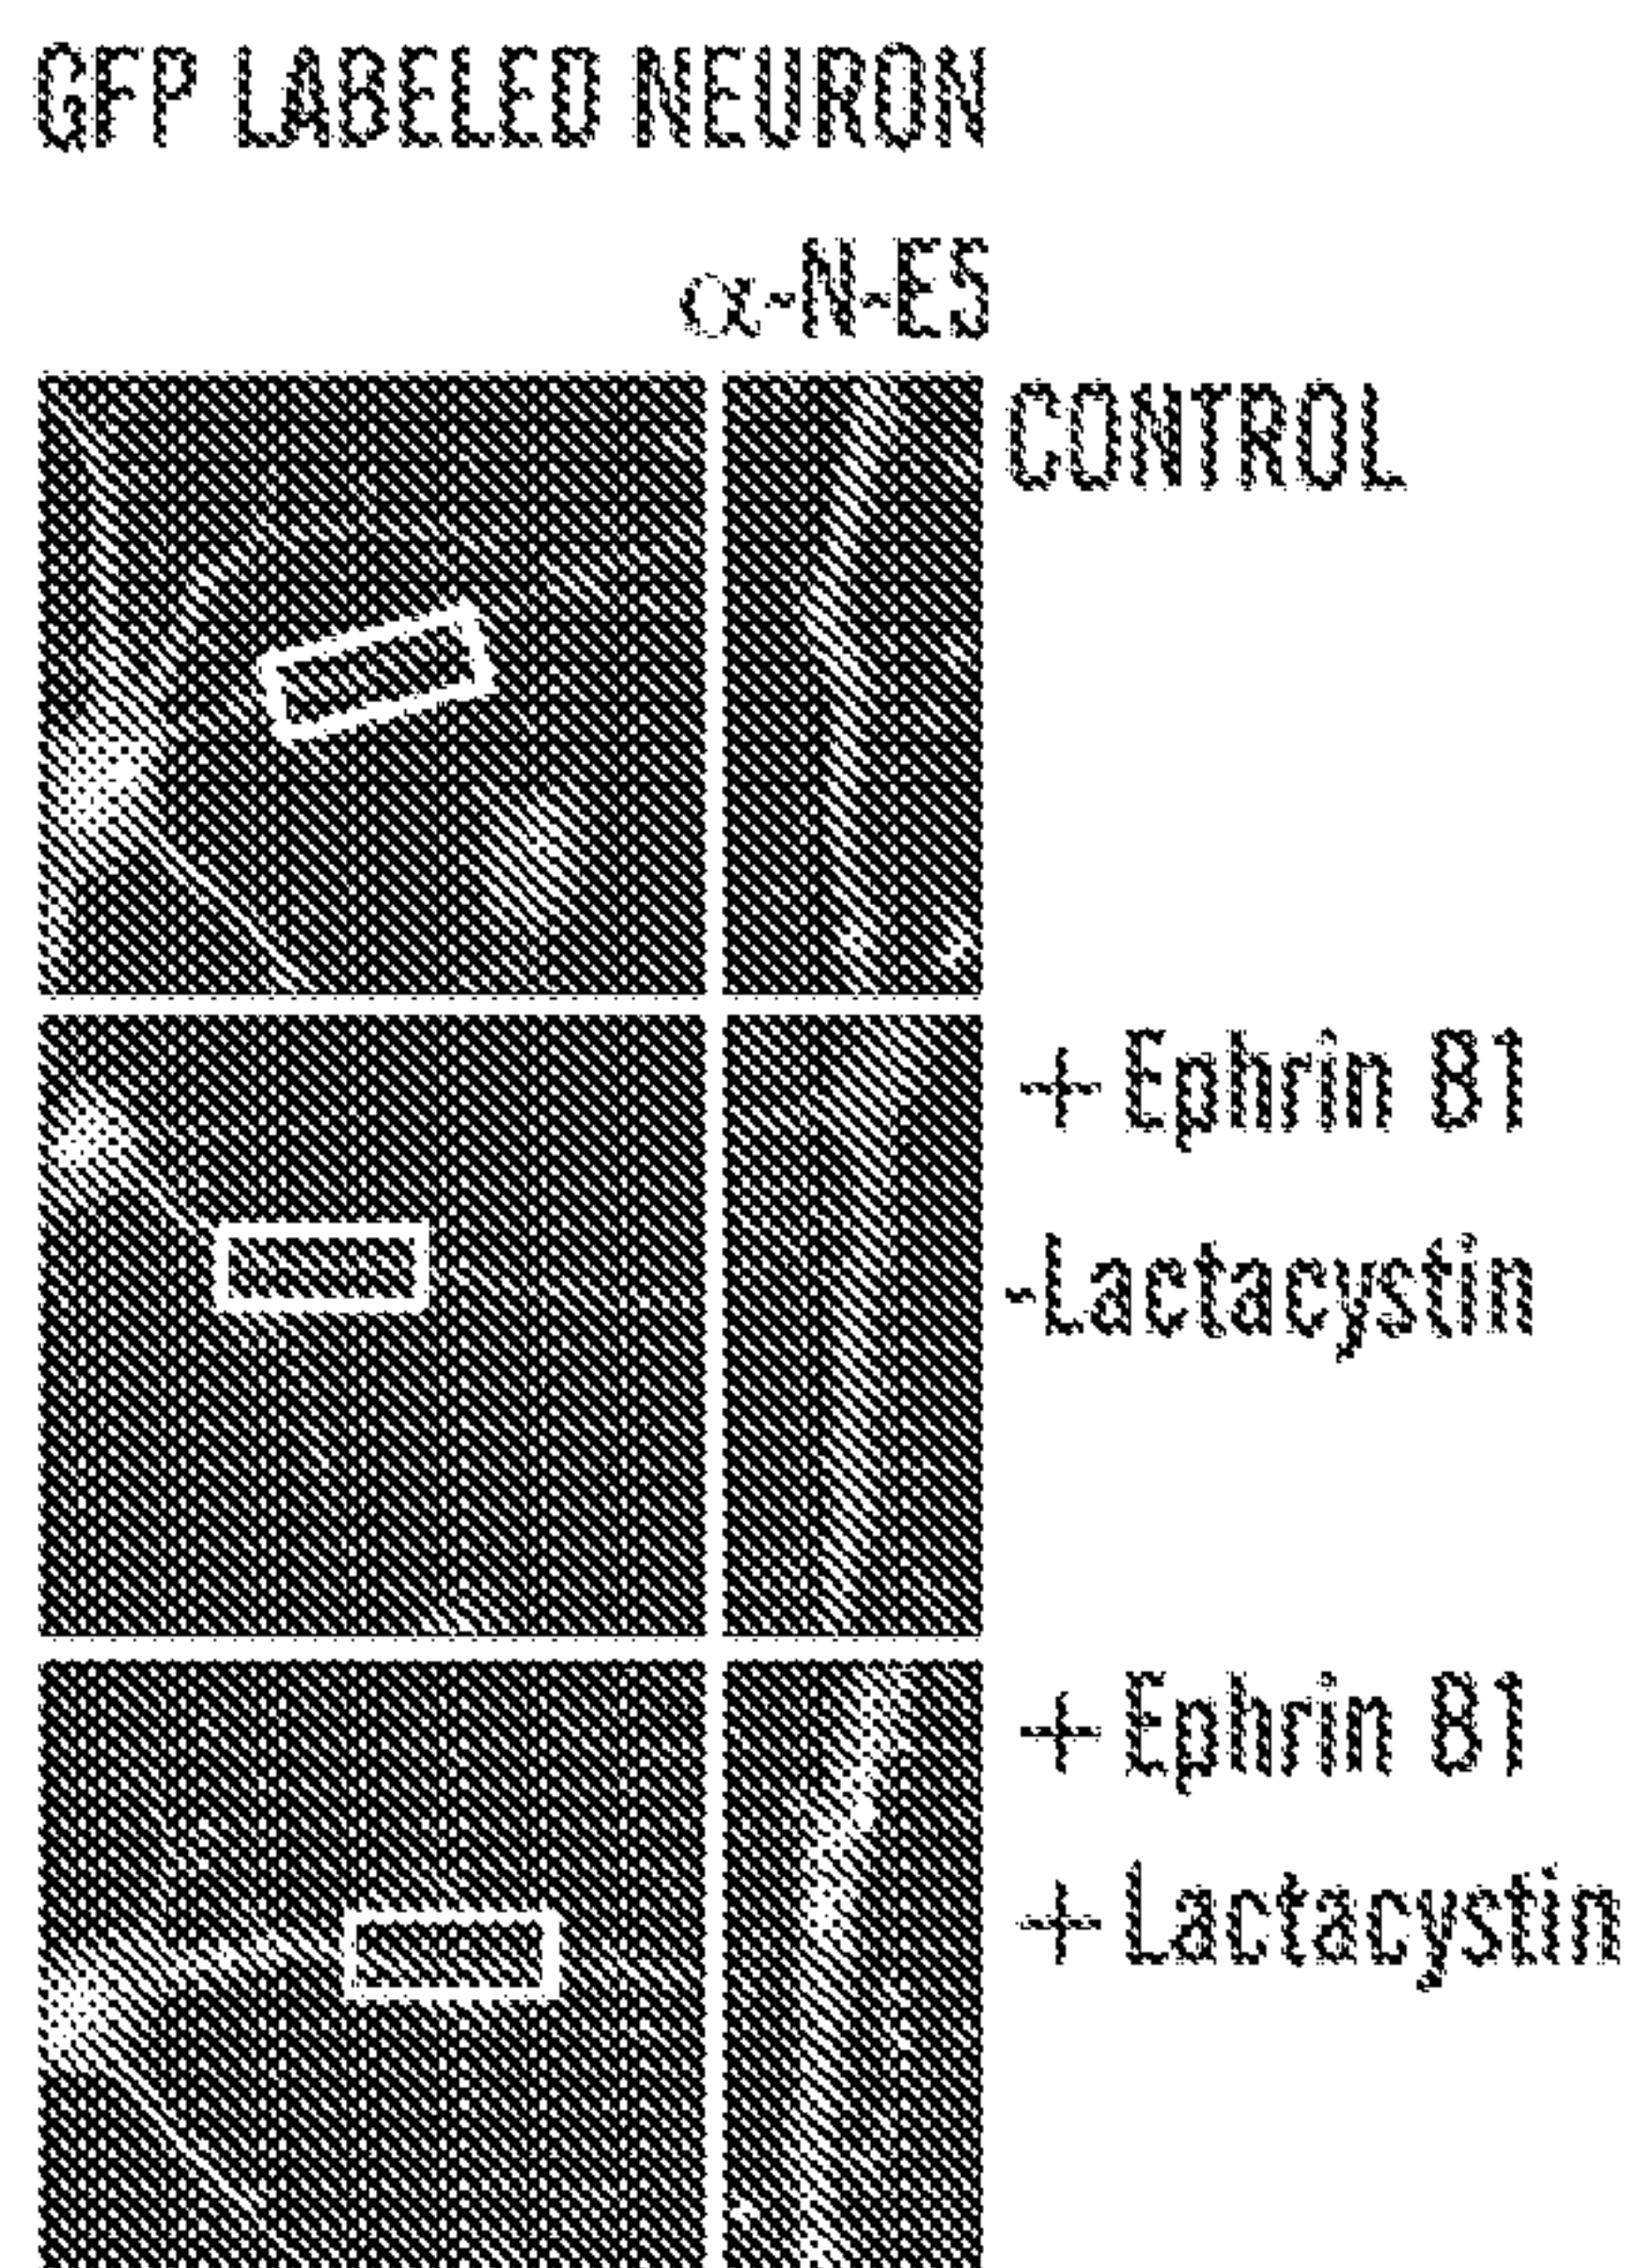 GFP LABELED NEURON
α-N-ES
CONTROL
+ Ephrin B1
-Lactacystin
+ Ephrin B1
+ Lactacystin